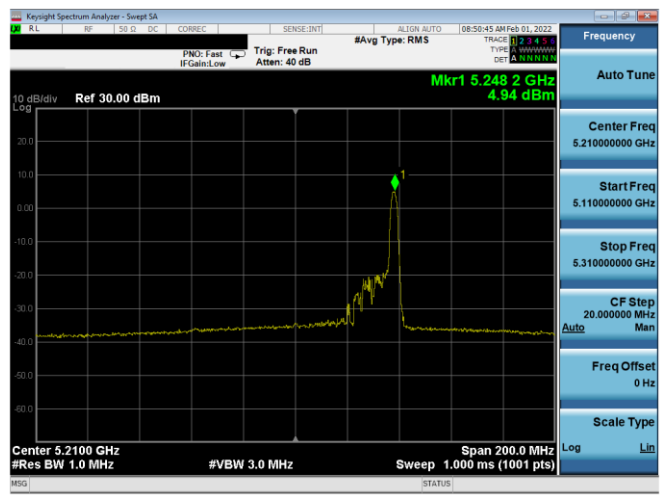 Keysight Spectrum Analyzer - Swept SA
RL RF 50 Ω DC CORREC SENSE:INT ALIGN AUTO 08:50:45 AM Feb 01, 2022
PNO: Fast
IFGain:Low
Trig: Free Run
Atten: 40 dB
#Avg Type: RMS
TRACE 1 2 3 4 5 6
TYPE A WWWWW
DET A N N N N N
Mkr1 5.248 2 GHz
4.94 dBm
10 dB/div Ref 30.00 dBm
Log
20.0
10.0
0.00
-10.0
-20.0
-30.0
-40.0
-50.0
-60.0
1
Center 5.2100 GHz
Span 200.0 MHz
#Res BW 1.0 MHz
#VBW 3.0 MHz
Sweep 1.000 ms (1001 pts)
MSG
STATUS
Frequency
Auto Tune
Center Freq
5.210000000 GHz
Start Freq
5.110000000 GHz
Stop Freq
5.310000000 GHz
CF Step
20.000000 MHz
Auto Man
Freq Offset
0 Hz
Scale Type
Log Lin